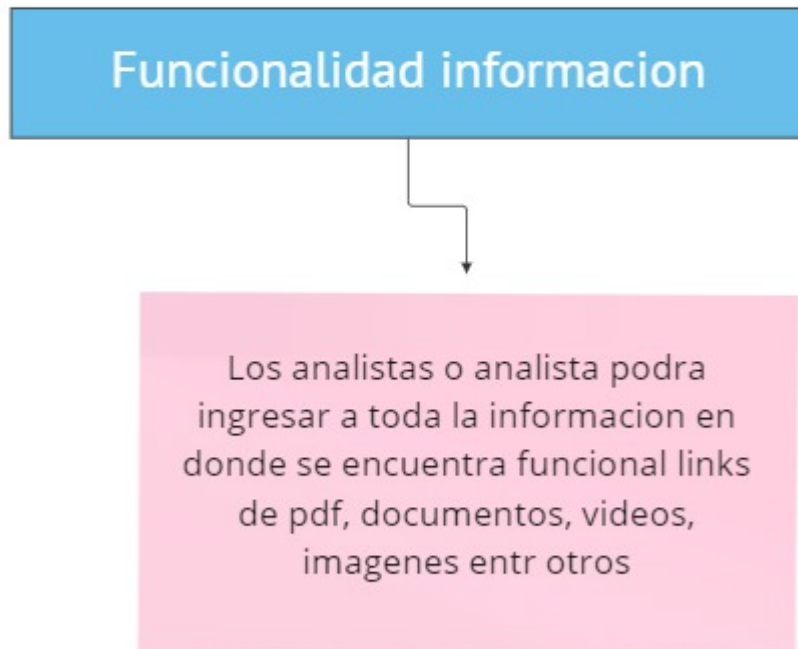 Funcionalidad informacion
Los analistas o analista podra
ingresar a toda la informacion en
donde se encuentra funcional links
de pdf, documentos, videos,
imagenes entr otros